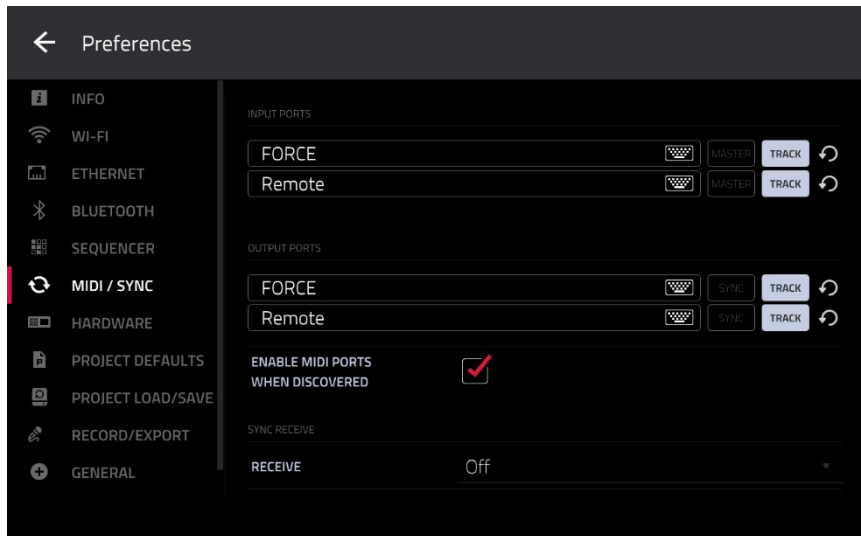 Preferences
INFO
WI-FI
ETHERNET
BLUETOOTH
SEQUENCER
MIDI / SYNC
HARDWARE
PROJECT DEFAULTS
PROJECT LOAD/SAVE
RECORD/EXPORT
GENERAL
INPUT PORTS
FORCE MASTER TRACK
Remote MASTER TRACK
OUTPUT PORTS
FORCE SYNC TRACK
Remote SYNC TRACK
ENABLE MIDI PORTS
WHEN DISCOVERED
SYNC RECEIVE
RECEIVE Off